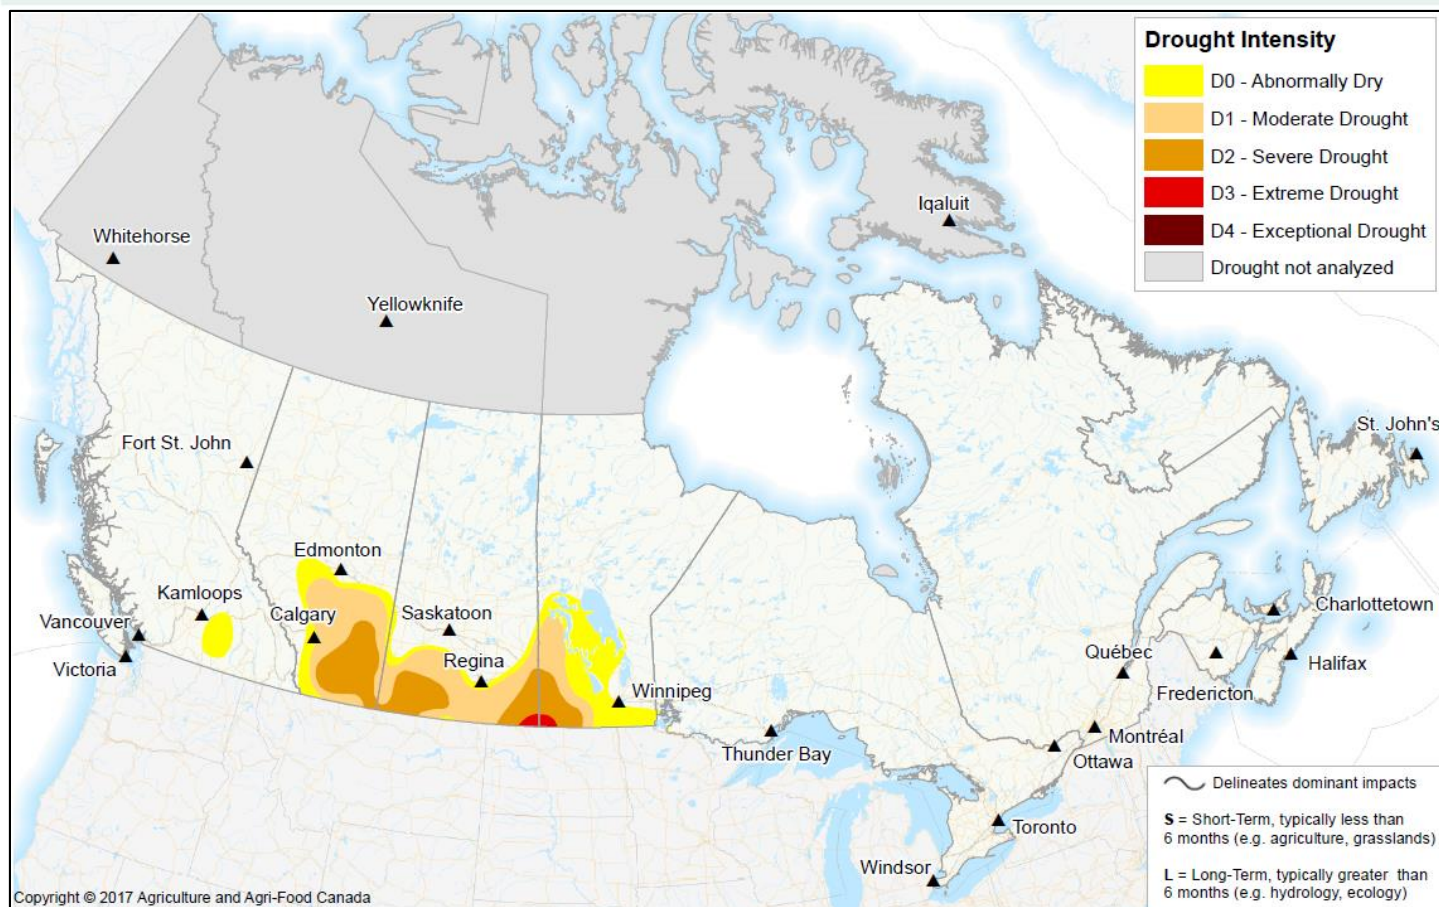 Drought Intensity
D0 - Abnormally Dry
D1 - Moderate Drought
D2 - Severe Drought
D3 - Extreme Drought
D4 - Exceptional Drought
Drought not analyzed
Iqaluit
Whitehorse
Yellowknife
Fort St. John
St. John's
Edmonton
Kamloops
Calgary
Saskatoon
Vancouver
Charlottetown
Victoria
Regina
Québec
Halifax
Winnipeg
Fredericton
Thunder Bay
Montréal
Ottawa
Toronto
Windsor
Delineates dominant impacts
S = Short-Term, typically less than
6 months (e.g. agriculture, grasslands)
L = Long-Term, typically greater than
6 months (e.g. hydrology, ecology)
Copyright © 2017 Agriculture and Agri-Food Canada